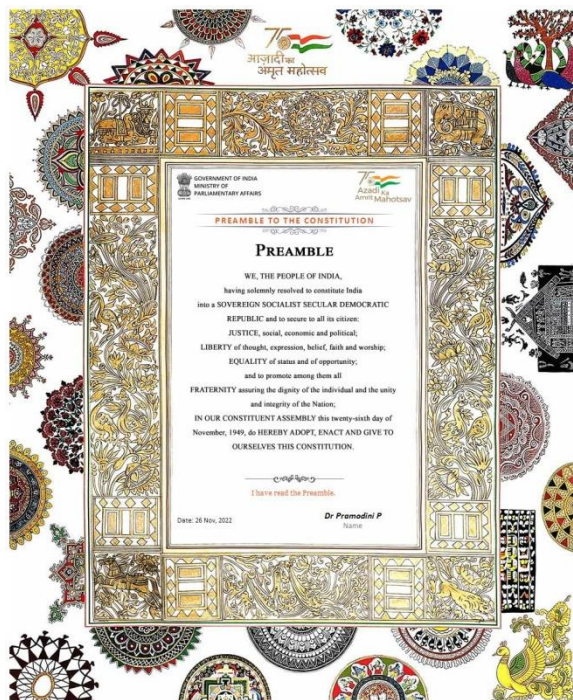 75
आज़ादी का
अमृत महोत्सव
GOVERNMENT OF INDIA
MINISTRY OF
PARLIAMENTARY AFFAIRS
75
Azadi Ka
Amrit Mahotsav
PREAMBLE TO THE CONSTITUTION
PREAMBLE
WE, THE PEOPLE OF INDIA,
having solemnly resolved to constitute India
into a SOVEREIGN SOCIALIST SECULAR DEMOCRATIC
REPUBLIC and to secure to all its citizen:
JUSTICE, social, economic and political;
LIBERTY of thought, expression, belief, faith and worship;
EQUALITY of status and of opportunity;
and to promote among them all
FRATERNITY assuring the dignity of the individual and the unity
and integrity of the Nation;
IN OUR CONSTITUENT ASSEMBLY this twenty-sixth day of
November, 1949, do HEREBY ADOPT, ENACT AND GIVE TO
OURSELVES THIS CONSTITUTION.
I have read the Preamble.
Date: 26 Nov, 2022
Dr Pramodini P
Name